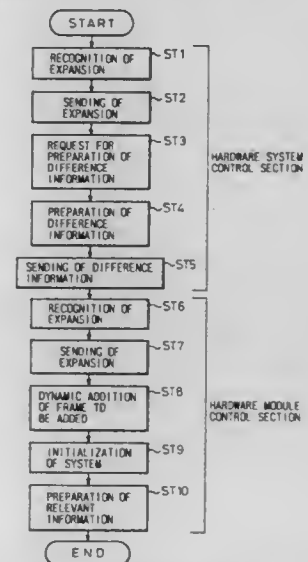 START
RECOGNITION OF
EXPANSION
ST1
SENDING OF
EXPANSION
ST2
REQUEST FOR
PREPARATION OF
DIFFERENCE
INFORMATION
ST3
PREPARATION OF
DIFFERENCE
INFORMATION
ST4
SENDING OF DIFFERENCE
INFORMATION
ST5
HARDWARE SYSTEM
CONTROL SECTION
RECOGNITION OF
EXPANSION
ST6
SENDING OF
EXPANSION
ST7
DYNAMIC ADDITION
OF FRAME TO
BE ADDED
ST8
INITIALIZATION
OF SYSTEM
ST9
PREPARATION OF
RELEVANT
INFORMATION
ST10
HARDWARE MODULE
CONTROL SECTION
END